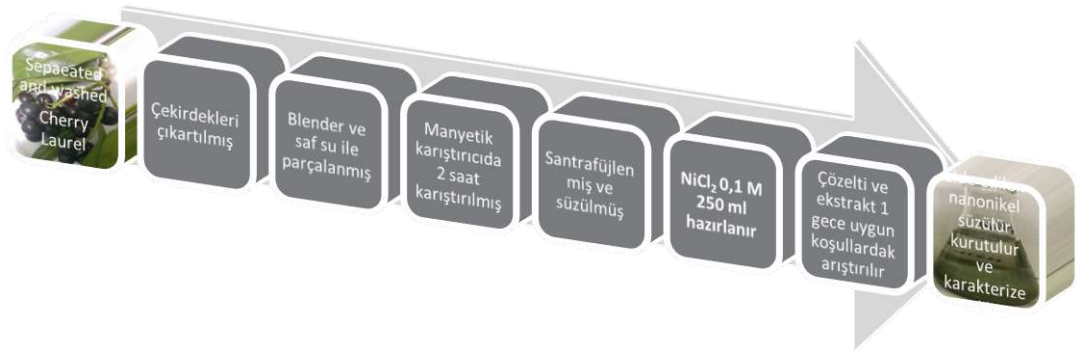 Sepaeated
and washed
Cherry
Laurel
Çekirdekleri
çıkartılmış
Blender ve
saf su ile
parçalanmış
Manyetik
karıştırıcıda
2 saat
karıştırılmış
Santrafüjlen
miş ve
süzülmüş
NiCl₂ 0,1 M
250 ml
hazırlanır
Çözelti ve
ekstrakt 1
gece uygun
koşullardak
arıştırılır
nanonikel
süzülür,
kurutulur
ve
karakterize